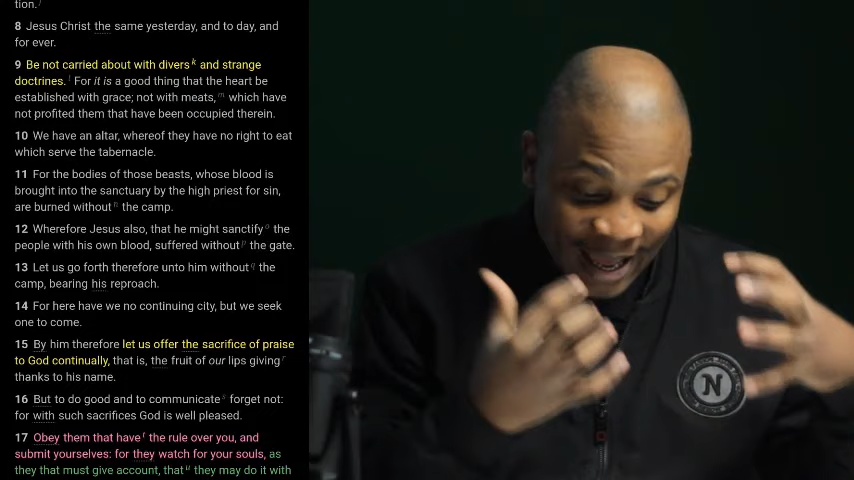 tion. j
8 Jesus Christ the same yesterday, and to day, and
for ever.
9 Be not carried about with divers k and strange
doctrines. l For it is a good thing that the heart be
established with grace; not with meats, m which have
not profited them that have been occupied therein.
10 We have an altar, whereof they have no right to eat
which serve the tabernacle.
11 For the bodies of those beasts, whose blood is
brought into the sanctuary by the high priest for sin,
are burned without n the camp.
12 Wherefore Jesus also, that he might sanctify o the
people with his own blood, suffered without p the gate.
13 Let us go forth therefore unto him without q the
camp, bearing his reproach.
14 For here have we no continuing city, but we seek
one to come.
15 By him therefore let us offer the sacrifice of praise
to God continually, that is, the fruit of our lips giving r
thanks to his name.
16 But to do good and to communicate s forget not:
for with such sacrifices God is well pleased.
17 Obey them that have t the rule over you, and
submit yourselves: for they watch for your souls, as
they that must give account, that u they may do it with
N